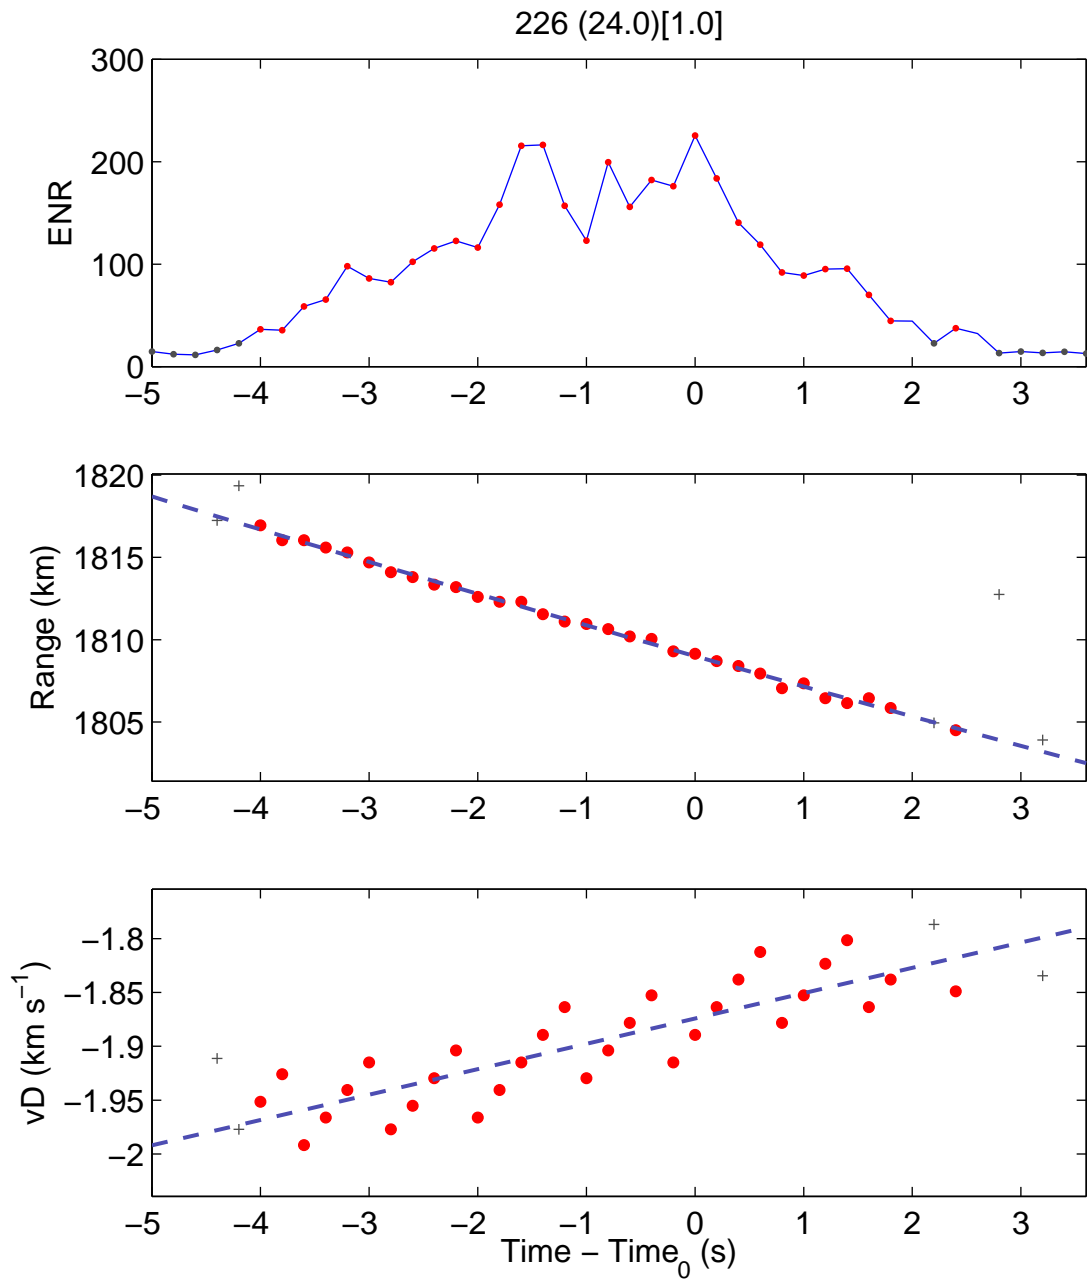 226 (24.0)[1.0]
300
200
100
0
ENR
−5 −4 −3 −2 −1 0 1 2 3
1820
1815
1810
1805
Range (km)
−5 −4 −3 −2 −1 0 1 2 3
−1.8
−1.85
−1.9
−1.95
−2
vD (km s⁻¹)
−5 −4 −3 −2 −1 0 1 2 3
Time − Time₀ (s)